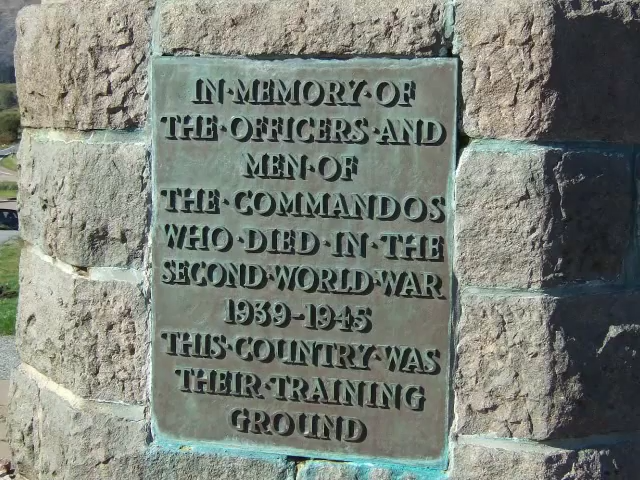 IN·MEMORY·OF
THE·OFFICERS·AND
MEN·OF
THE·COMMANDOS
WHO·DIED·IN·THE
SECOND·WORLD·WAR
1939-1945
THIS·COUNTRY·WAS
THEIR·TRAINING
GROUND